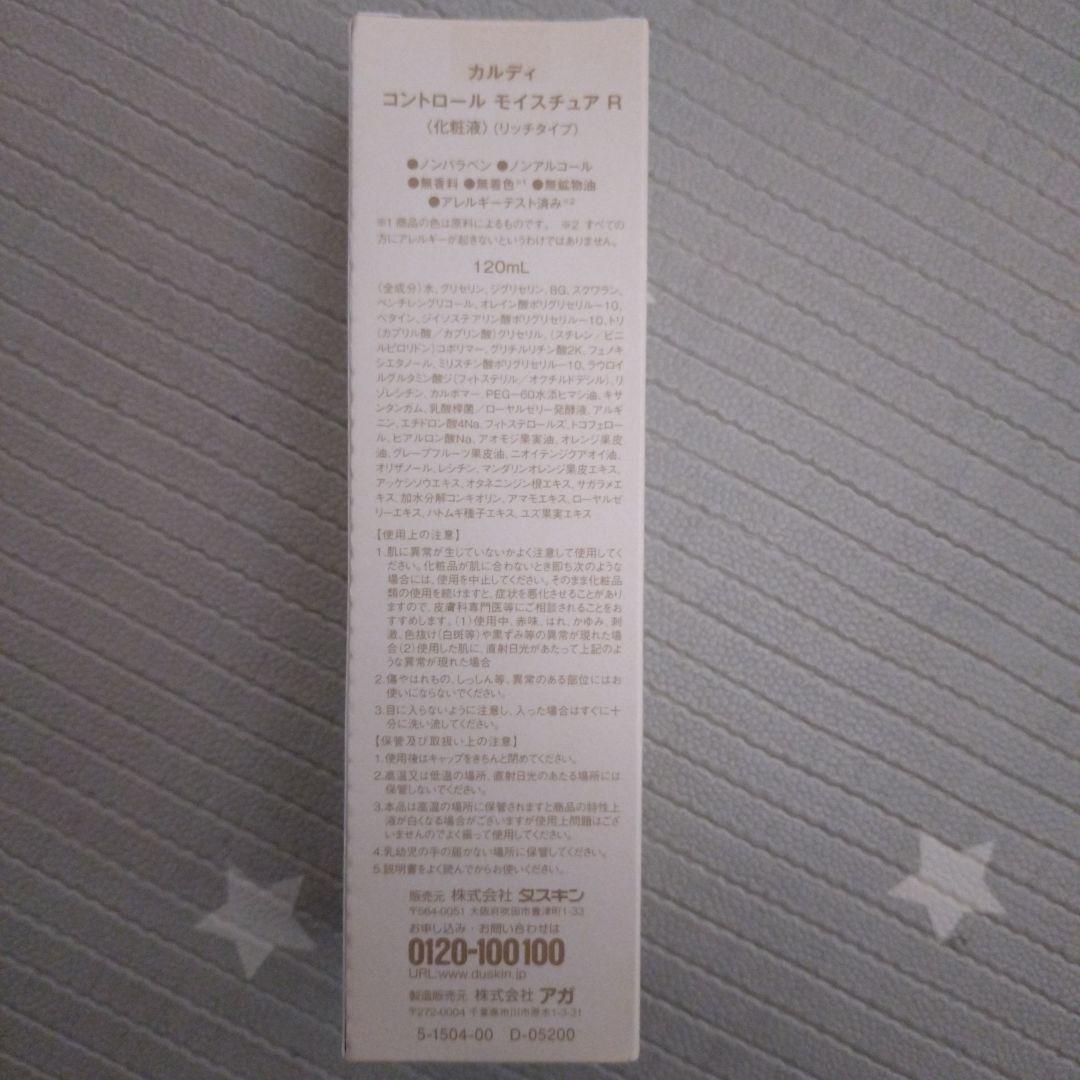 カルディ
コントロール モイスチュア R
〈化粧液〉(リッチタイプ)
●ノンパラベン ●ノンアルコール
●無香料 ●無着色※1 ●無鉱物油
●アレルギーテスト済み※2
※1 商品の色は原料によるものです。 ※2 すべての
方にアレルギーが起きないというわけではありません。
120mL
(全成分)水、グリセリン、ジグリセリン、BG、スクワラン、
ペンチレングリコール、オレイン酸ポリグリセリルー10、
ベタイン、ジイソステアリン酸ポリグリセリルー10、トリ
(カプリル酸/カプリン酸)グリセリル、(スチレン/ビニ
ルピロリドン)コポリマー、グリチルリチン酸2K、フェノキ
シエタノール、ミリスチン酸ポリグリセリルー10、ラウロイ
ルグルタミン酸ジ(フィトステリル/オクチルドデシル)、リ
ゾレシチン、カルボマー、PEG-60水添ヒマシ油、キサ
ンタンガム、乳酸桿菌/ローヤルゼリー発酵液、アルギ
ニン、エチドロン酸4Na、フィトステロールズ、トコフェロー
ル、ヒアルロン酸Na、アオモジ果実油、オレンジ果皮
油、グレープフルーツ果皮油、ニオイテンジクアオイ油、
オリザノール、レシチン、マンダリンオレンジ果皮エキス、
アッケシソウエキス、オタネニンジン根エキス、サガラメエ
キス、加水分解コンキオリン、アマモエキス、ローヤルゼ
リーエキス、ハトムギ種子エキス、ユズ果実エキス
【使用上の注意】
1.肌に異常が生じていないかよく注意して使用してく
ださい。化粧品が肌に合わないとき即ち次のような
場合には、使用を中止してください。そのまま化粧品
類の使用を続けますと、症状を悪化させることがあり
ますので、皮膚科専門医等にご相談されることをお
すすめします。(1)使用中、赤味、はれ、かゆみ、刺
激、色抜け(白斑等)や黒ずみ等の異常が現れた場
合(2)使用した肌に、直射日光があたって上記のよ
うな異常が現れた場合
2.傷やはれもの、しっしん等、異常のある部位にはお
使いにならないでください。
3.目に入らないように注意し、入った場合はすぐに十
分に洗い流してください。
【保管及び取扱い上の注意】
1.使用後はキャップをきちんと閉めてください。
2.高温又は低温の場所、直射日光のあたる場所には
保管しないでください。
3.本品は高温の場所に保管されますと商品の特性上
液が白くなる場合がございますが使用上問題はござ
いませんのでよく振って使用してください。
4.乳幼児の手の届かない場所に保管してください。
5.説明書をよく読んでからお使いください。
販売元 株式会社 ダスキン
〒564-0051 大阪府吹田市豊津町1-33
お申し込み・お問い合わせは
0120-100100
URL:www.duskin.jp
製造販売元 株式会社 アガ
〒272-0004 千葉県市川市原木1-3-31
5-1504-00 D-05200